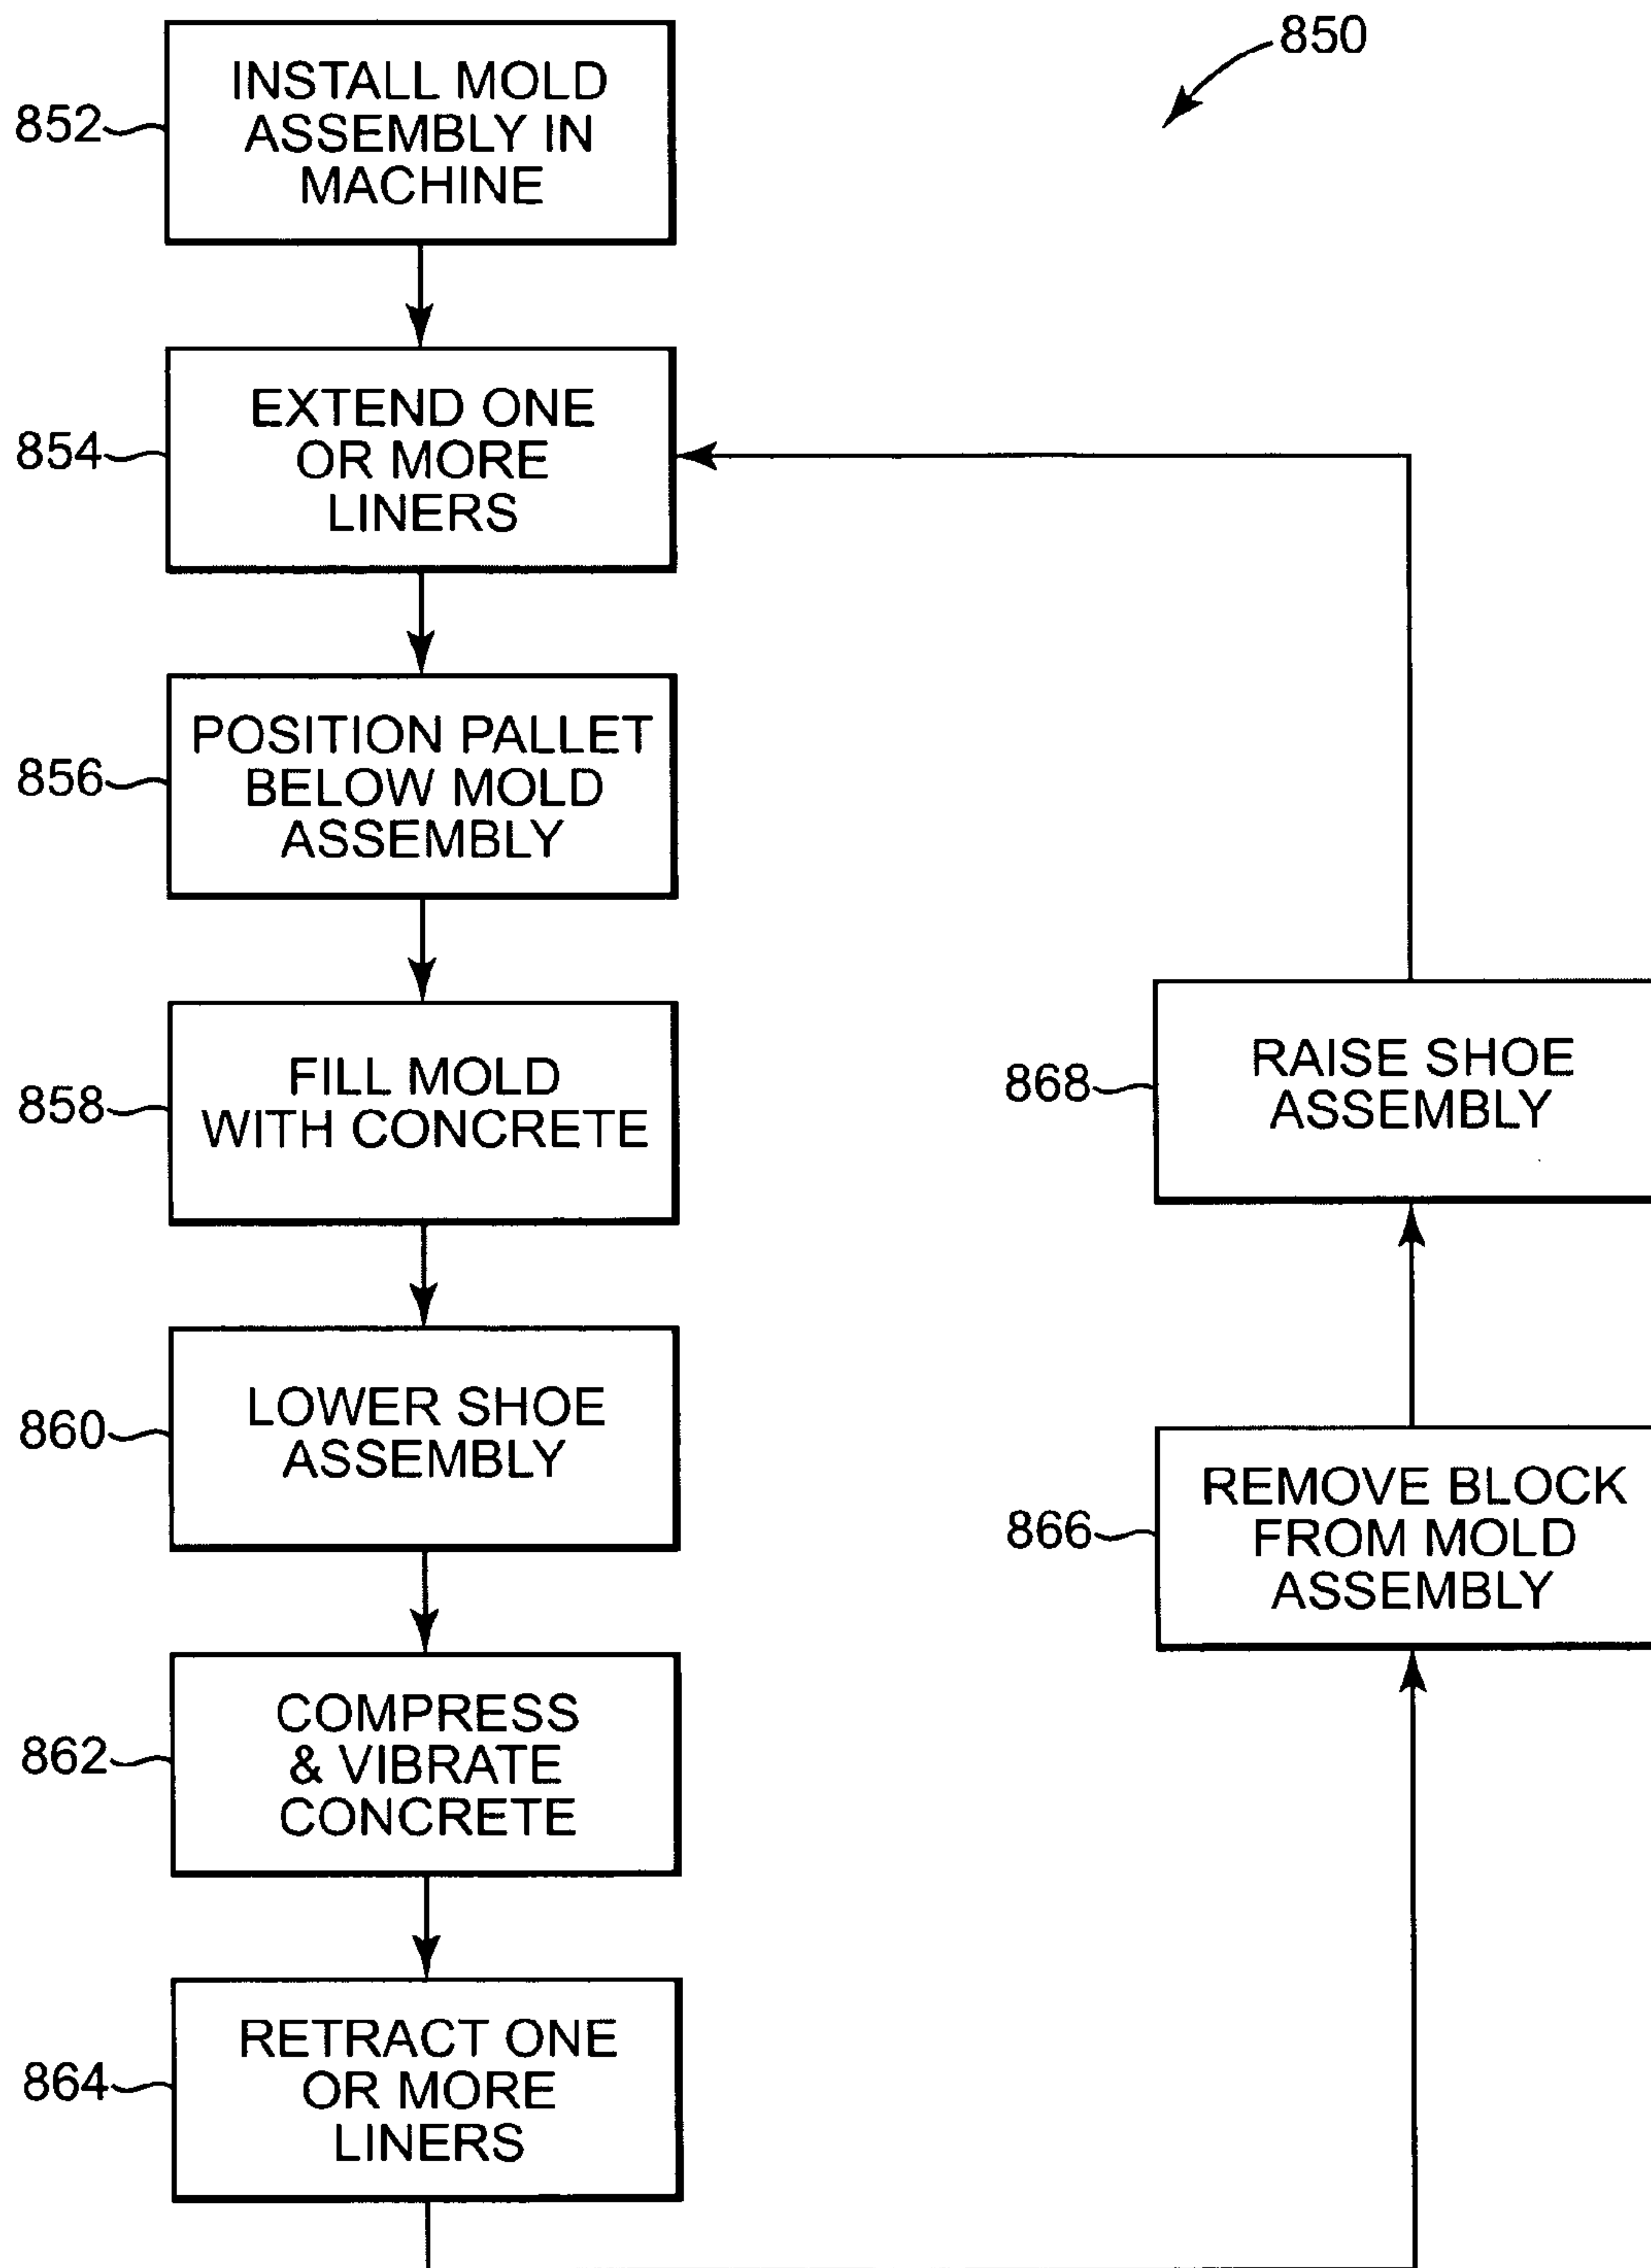 850
852
INSTALL MOLD
ASSEMBLY IN
MACHINE
854
EXTEND ONE
OR MORE
LINERS
856
POSITION PALLET
BELOW MOLD
ASSEMBLY
858
FILL MOLD
WITH CONCRETE
860
LOWER SHOE
ASSEMBLY
862
COMPRESS
& VIBRATE
CONCRETE
864
RETRACT ONE
OR MORE
LINERS
866
REMOVE BLOCK
FROM MOLD
ASSEMBLY
868
RAISE SHOE
ASSEMBLY